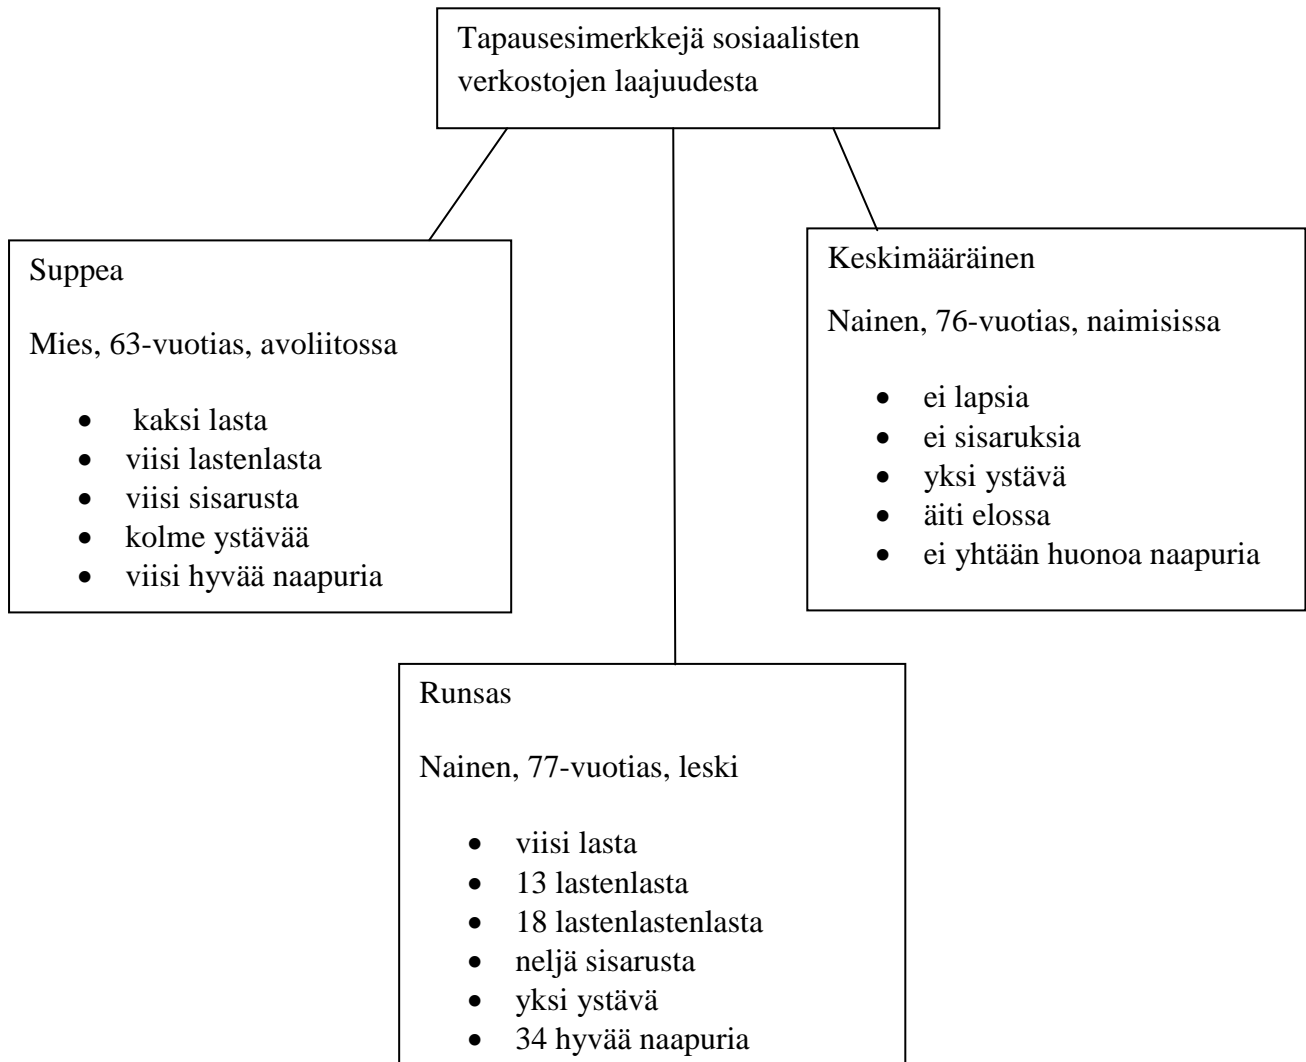 Tapausesimerkkejä sosiaalisten
verkostojen laajuudesta
Suppea
Mies, 63-vuotias, avoliitossa
• kaksi lasta
• viisi lastenlasta
• viisi sisarusta
• kolme ystävää
• viisi hyvää naapuria
Keskimääräinen
Nainen, 76-vuotias, naimisissa
• ei lapsia
• ei sisaruksia
• yksi ystävä
• äiti elossa
• ei yhtään huonoa naapuria
Runsas
Nainen, 77-vuotias, leski
• viisi lasta
• 13 lastenlasta
• 18 lastenlastenlasta
• neljä sisarusta
• yksi ystävä
• 34 hyvää naapuria